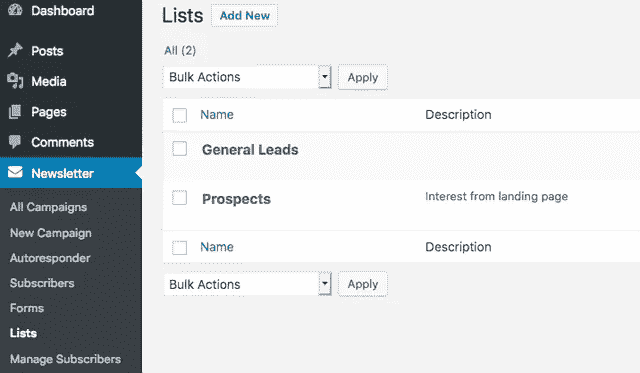 Dashboard
Posts
Media
Pages
Comments
Newsletter
All Campaigns
New Campaign
Autoresponder
Subscribers
Forms
Lists
Manage Subscribers
Lists Add New
All (2)
Bulk Actions Apply
Name Description
General Leads
Prospects Interest from landing page
Name Description
Bulk Actions Apply